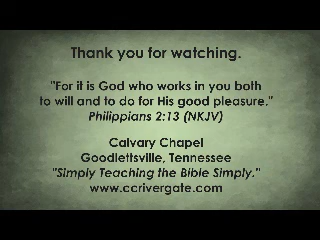 Thank you for watching.
"For it is God who works in you both
to will and to do for His good pleasure."
Philippians 2:13 (NKJV)
Calvary Chapel
Goodlettsville, Tennessee
"Simply Teaching the Bible Simply."
www.ccrivergate.com